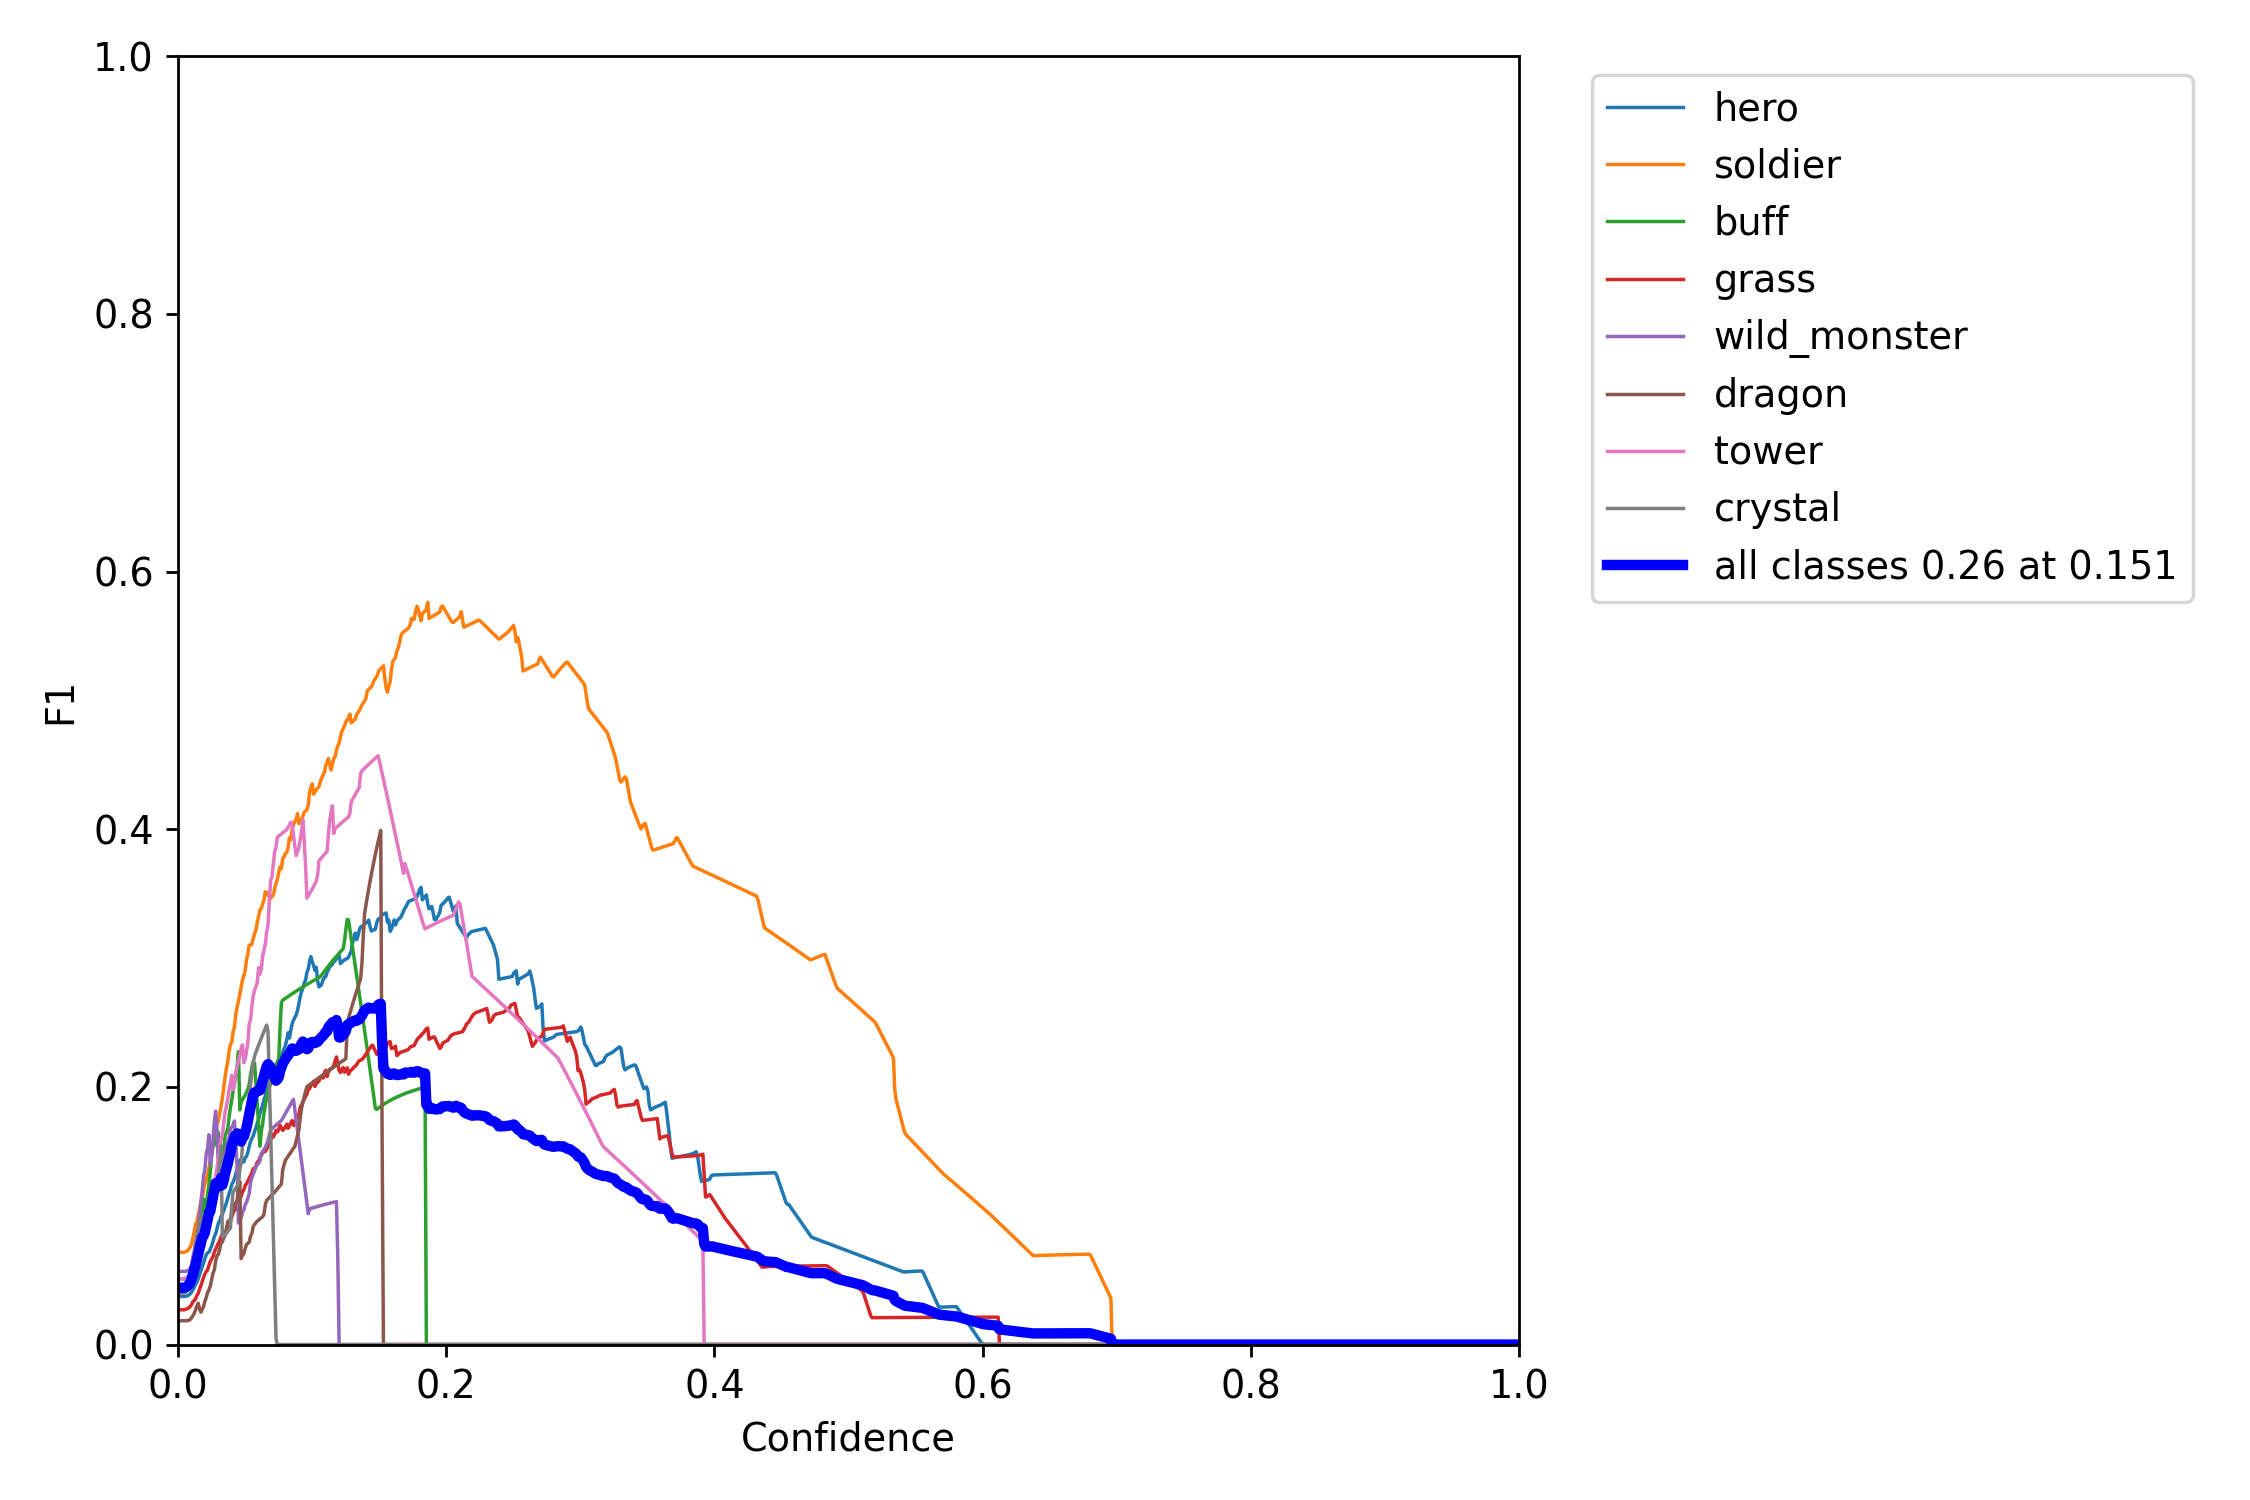 1.0
0.8
0.6
0.4
0.2
0.0
F1
0.0 0.2 0.4 0.6 0.8 1.0
Confidence
hero
soldier
buff
grass
wild_monster
dragon
tower
crystal
all classes 0.26 at 0.151